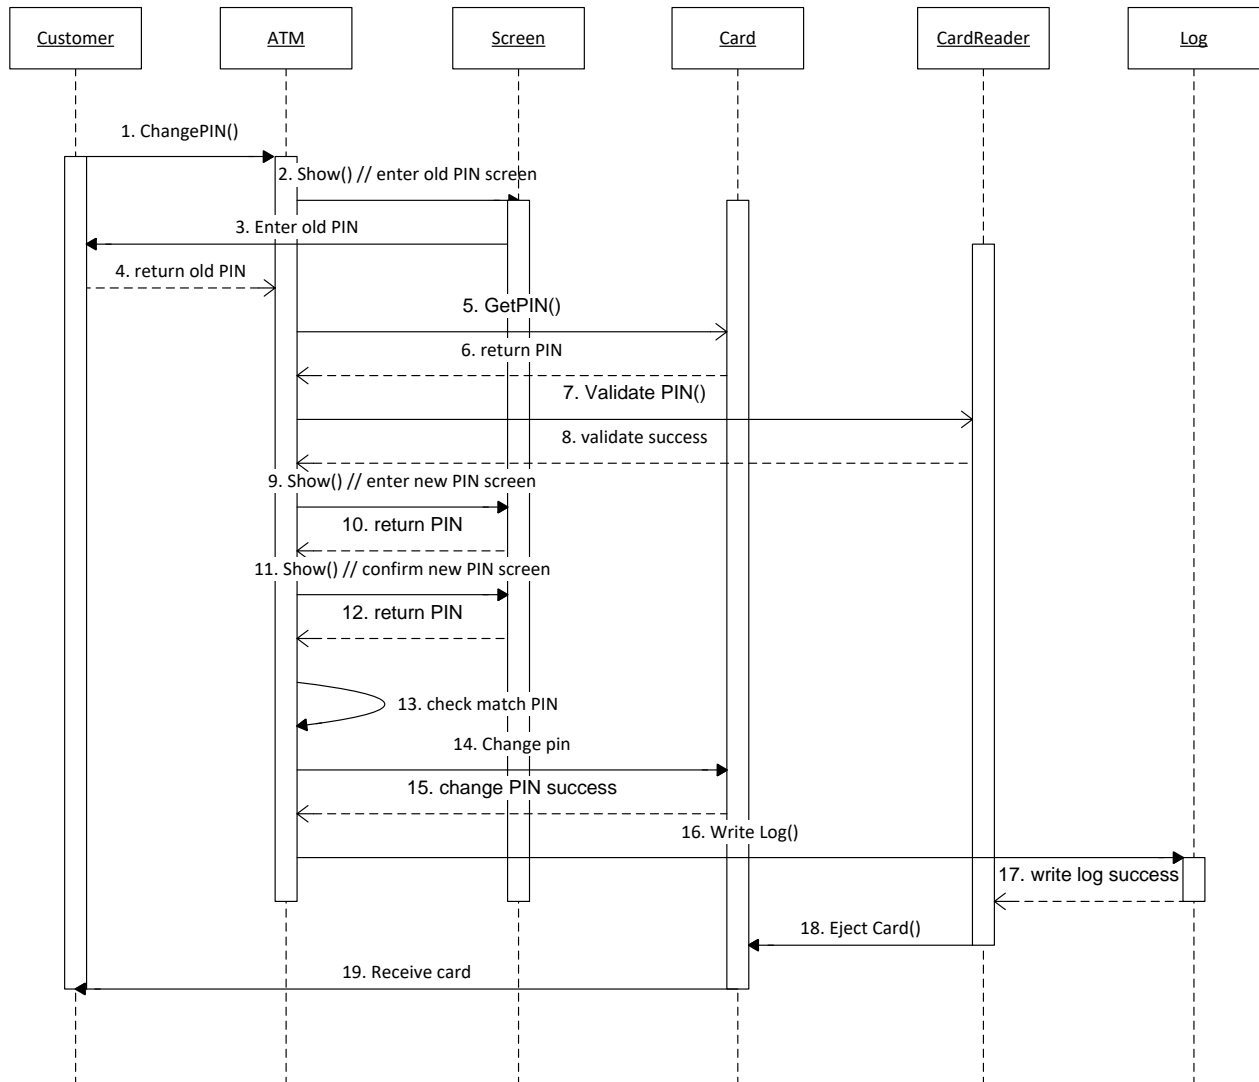 Customer
ATM
Screen
Card
CardReader
Log
1. ChangePIN()
2. Show() // enter old PIN screen
3. Enter old PIN
4. return old PIN
5. GetPIN()
6. return PIN
7. Validate PIN()
8. validate success
9. Show() // enter new PIN screen
10. return PIN
11. Show() // confirm new PIN screen
12. return PIN
13. check match PIN
14. Change pin
15. change PIN success
16. Write Log()
17. write log success
18. Eject Card()
19. Receive card